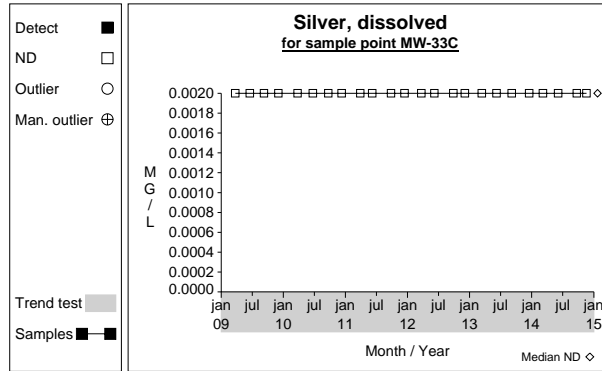 Detect
ND
Outlier
Man. outlier
Trend test
Samples
Silver, dissolved
for sample point MW-33C
M
G
/
L
0.0020
0.0018
0.0016
0.0014
0.0012
0.0010
0.0008
0.0006
0.0004
0.0002
0.0000
jan jul jan jul jan jul jan jul jan jul jan jul jan
09 10 11 12 13 14 15
Month / Year
Median ND